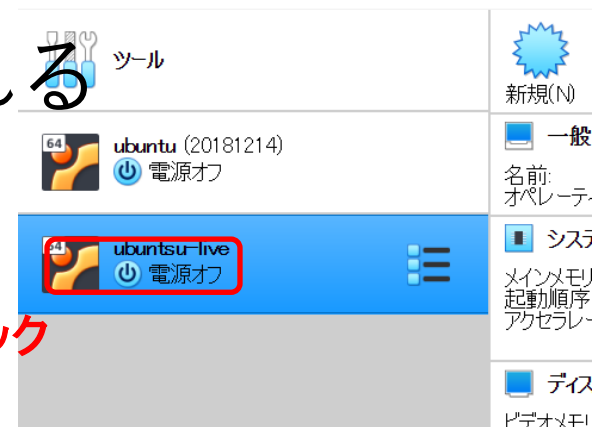 れる
ツール
新規(N)
64
ubuntu (20181214)
電源オフ
一般
名前:
オペレーティ
64
ubuntsu-live
電源オフ
システ
メインメモリ
起動順序
アクセラレー
ック
ディス
ビデオメモリ